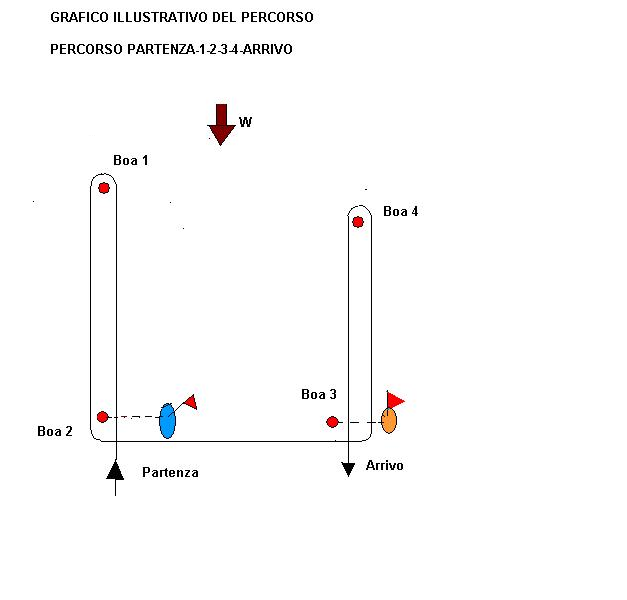 GRAFICO ILLUSTRATIVO DEL PERCORSO
PERCORSO PARTENZA-1-2-3-4-ARRIVO
W
Boa 1
Boa 4
Boa 3
Boa 2
Partenza
Arrivo